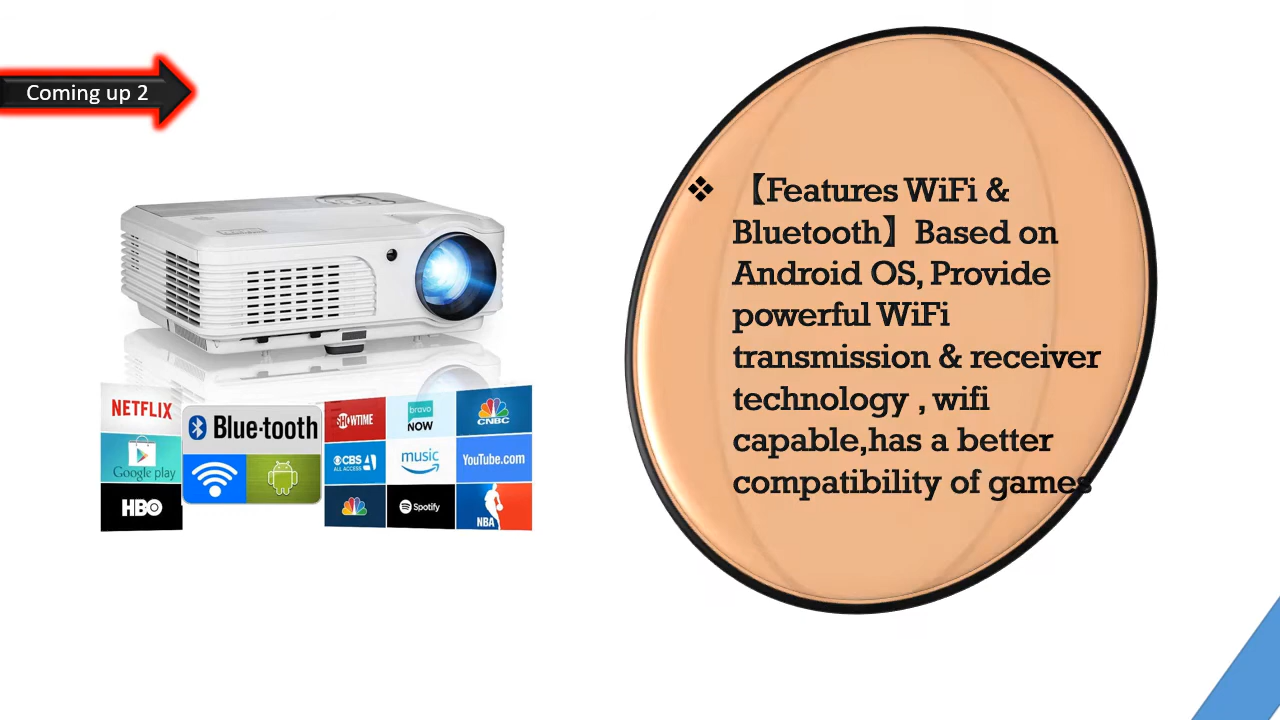 Coming up 2
❖ 【Features WiFi &
Bluetooth】Based on
Android OS, Provide
powerful WiFi
transmission & receiver
technology , wifi
capable,has a better
compatibility of games
NETFLIX
Google play
HBO
Blue-tooth
SHOWTIME
bravo
NOW
CNBC
CBS
ALL ACCESS
music
YouTube.com
Spotify
NBA